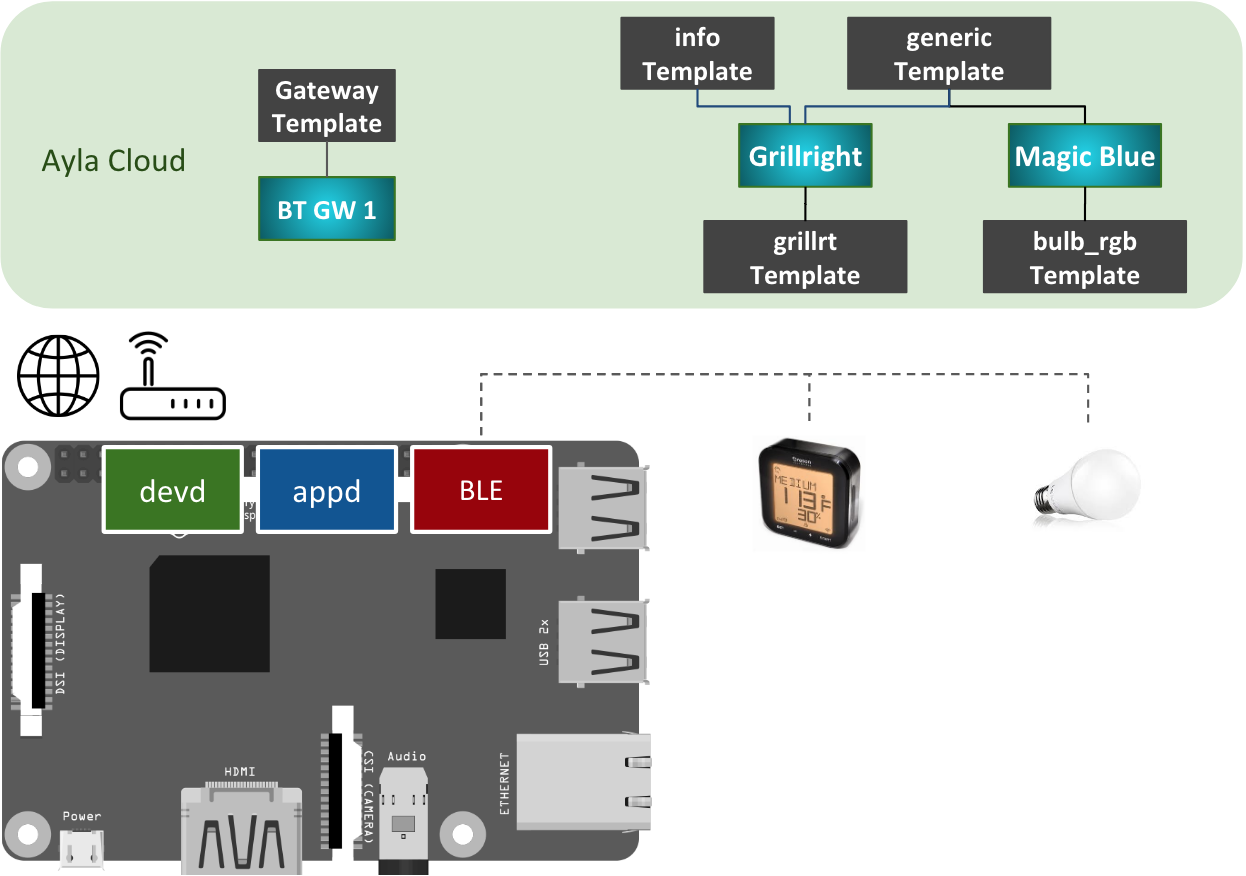 info
Template
generic
Template
Gateway
Template
Ayla Cloud
Grillright
Magic Blue
BT GW 1
grillrt
Template
bulb_rgb
Template
devd
appd
BLE
MEDIUM
113°F
30%
DSI (DISPLAY)
USB 2x
ETHERNET
CSI (CAMERA)
Audio
HDMI
Power